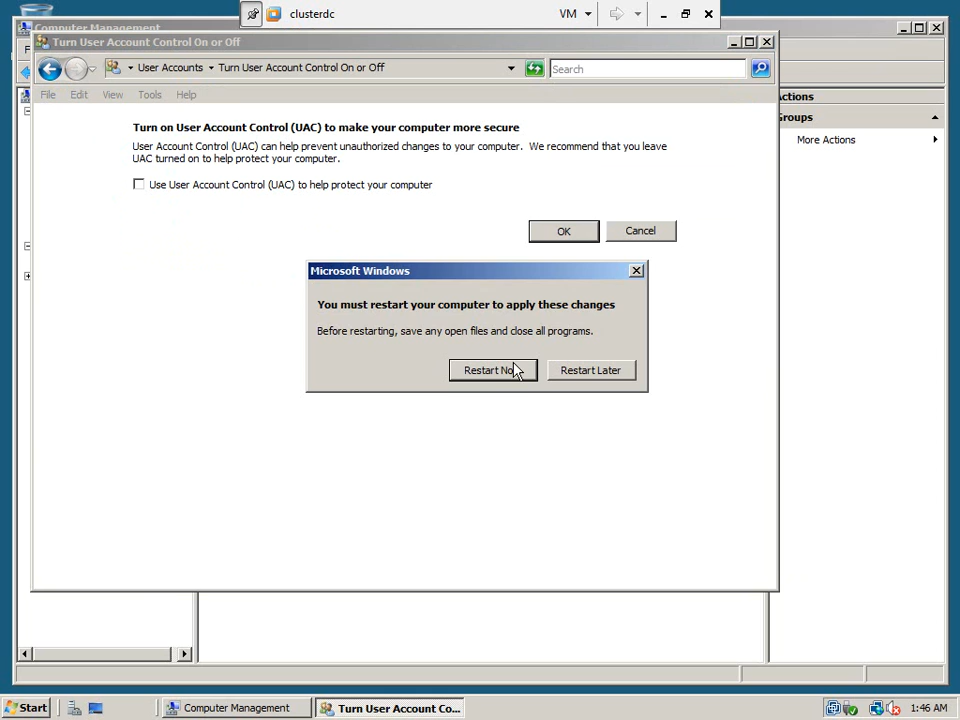 clusterdc
VM
Computer Management
Turn User Account Control On or Off
User Accounts
Turn User Account Control On or Off
Search
File
Edit
View
Tools
Help
Actions
Groups
More Actions
Turn on User Account Control (UAC) to make your computer more secure
User Account Control (UAC) can help prevent unauthorized changes to your computer. We recommend that you leave
UAC turned on to help protect your computer.
Use User Account Control (UAC) to help protect your computer
OK
Cancel
Microsoft Windows
You must restart your computer to apply these changes
Before restarting, save any open files and close all programs.
Restart Now
Restart Later
Start
Computer Management
Turn User Account Co...
1:46 AM